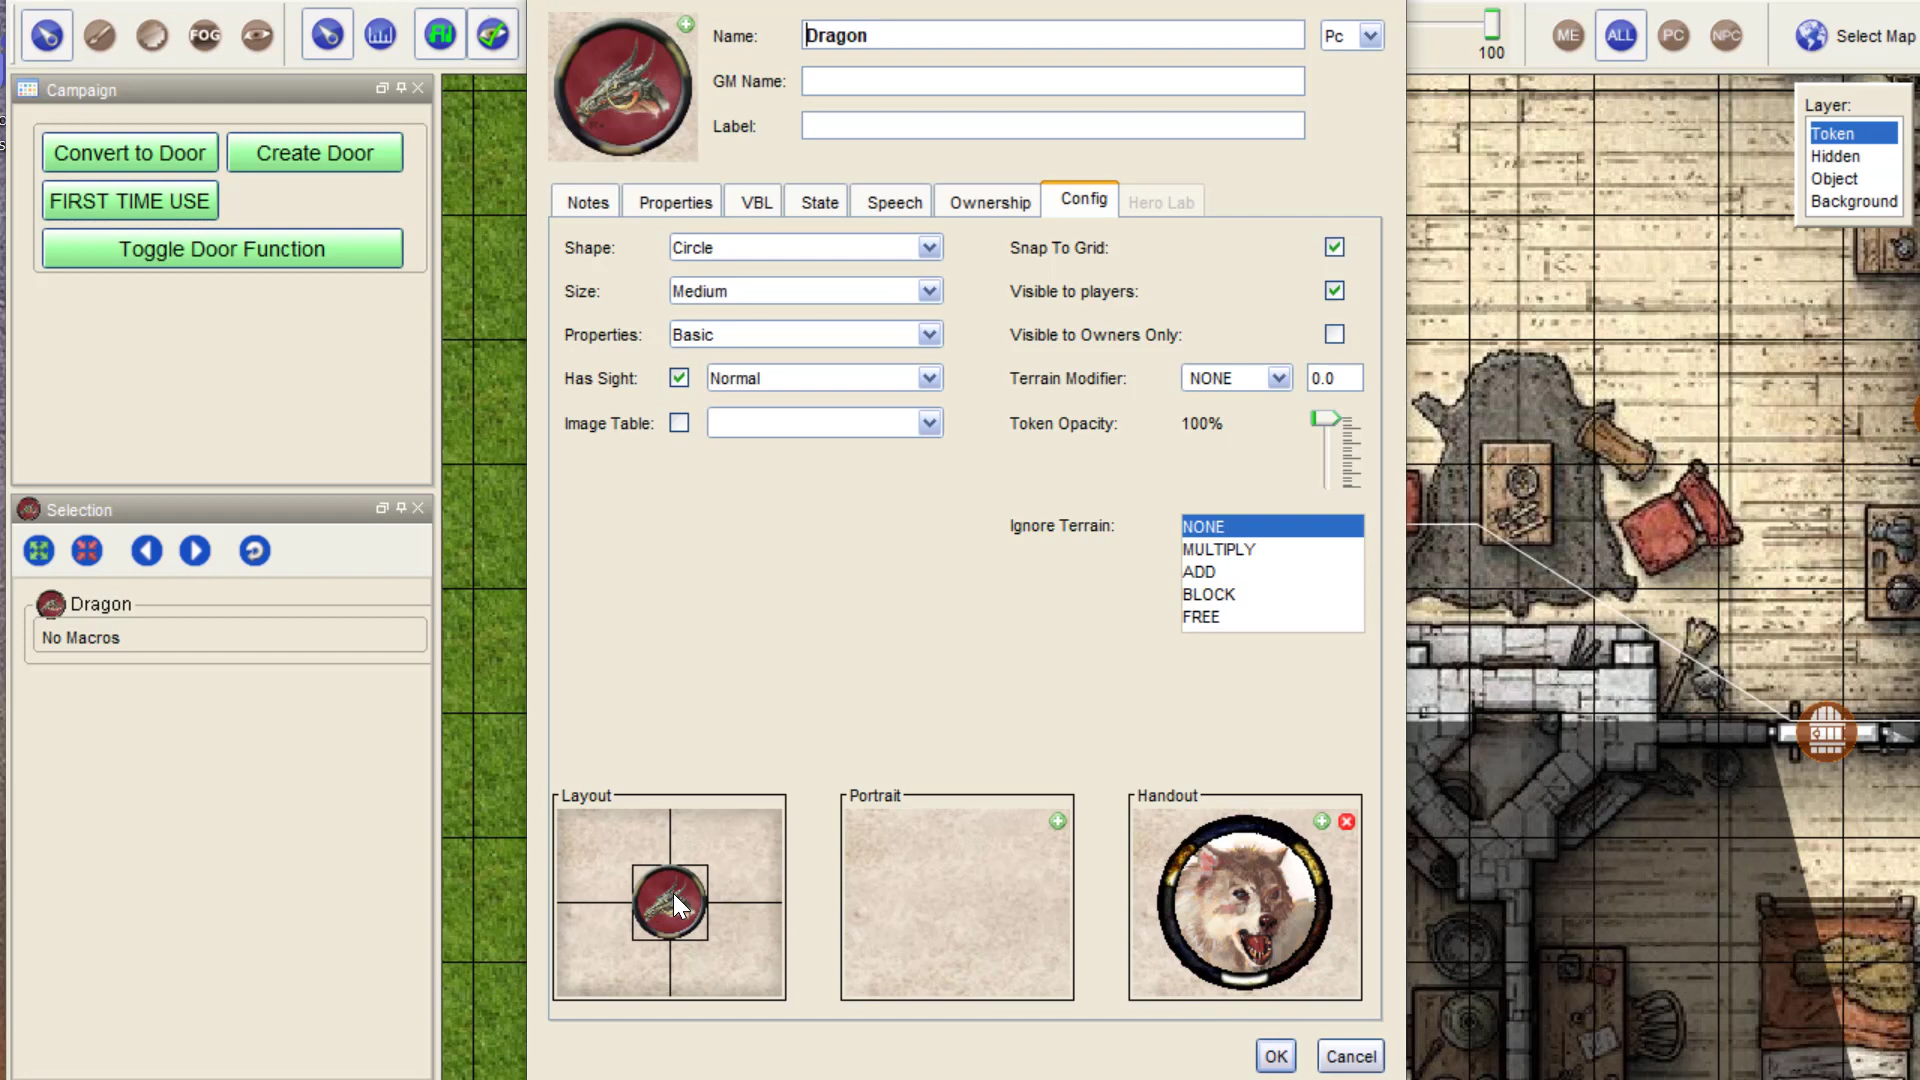 FOG
Name:
Dragon
Pc
GM Name:
Label:
100
ME
ALL
PC
NPC
Select Map
Campaign
Convert to Door
Create Door
FIRST TIME USE
Toggle Door Function
Layer:
Token
Hidden
Object
Background
Notes
Properties
VBL
State
Speech
Ownership
Config
Hero Lab
Shape:
Circle
Snap To Grid:
Size:
Medium
Visible to players:
Properties:
Basic
Visible to Owners Only:
Has Sight:
Normal
Terrain Modifier:
NONE
0.0
Image Table:
Token Opacity:
100%
Ignore Terrain:
NONE
MULTIPLY
ADD
BLOCK
FREE
Selection
Dragon
No Macros
Layout
Portrait
Handout
OK
Cancel